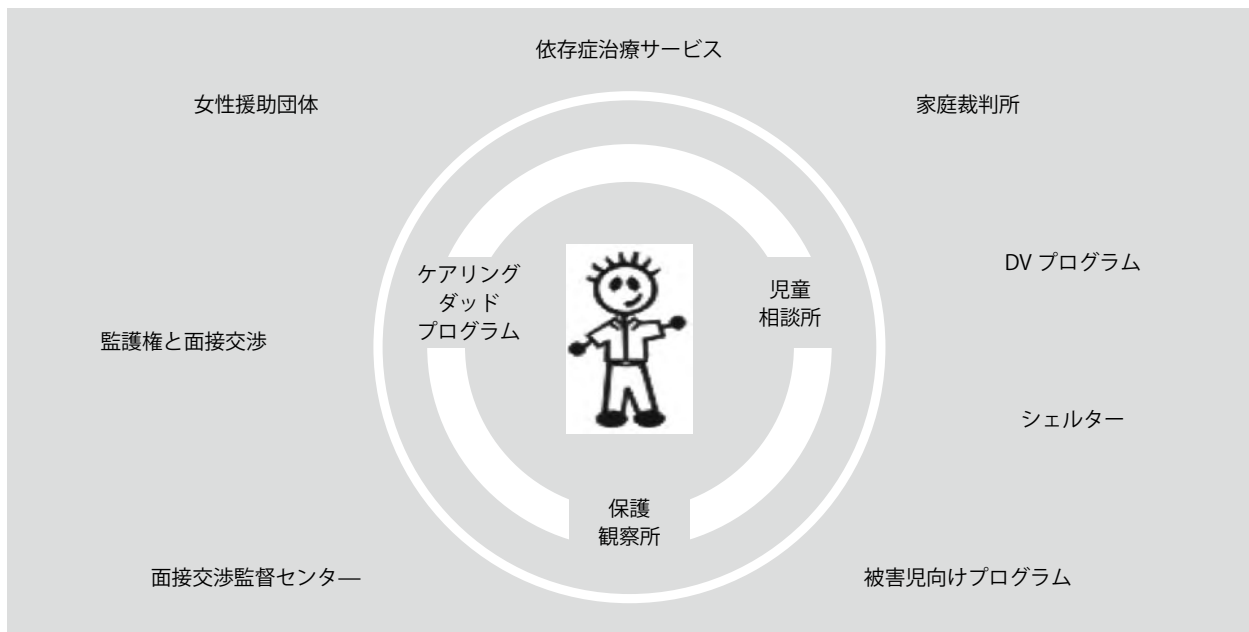 依存症治療サービス
女性援助団体
家庭裁判所
DV プログラム
ケアリング
ダッド
プログラム
児童
相談所
監護権と面接交渉
シェルター
保護
観察所
面接交渉監督センタ―
被害児向けプログラム